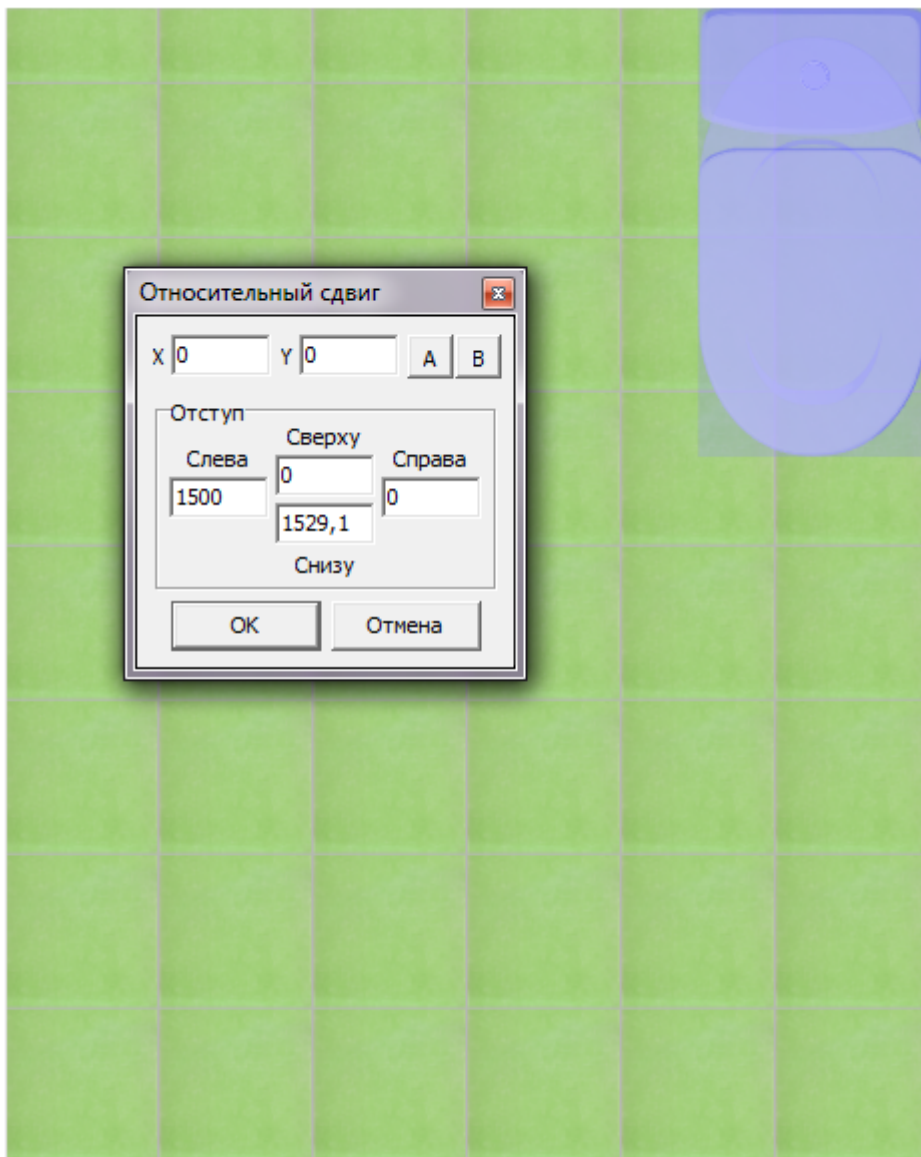 Относительный сдвиг
X 0 Y 0 A B
Отступ
Сверху
Слева Справа
0
1500 0
1529,1
Снизу
OK Отмена